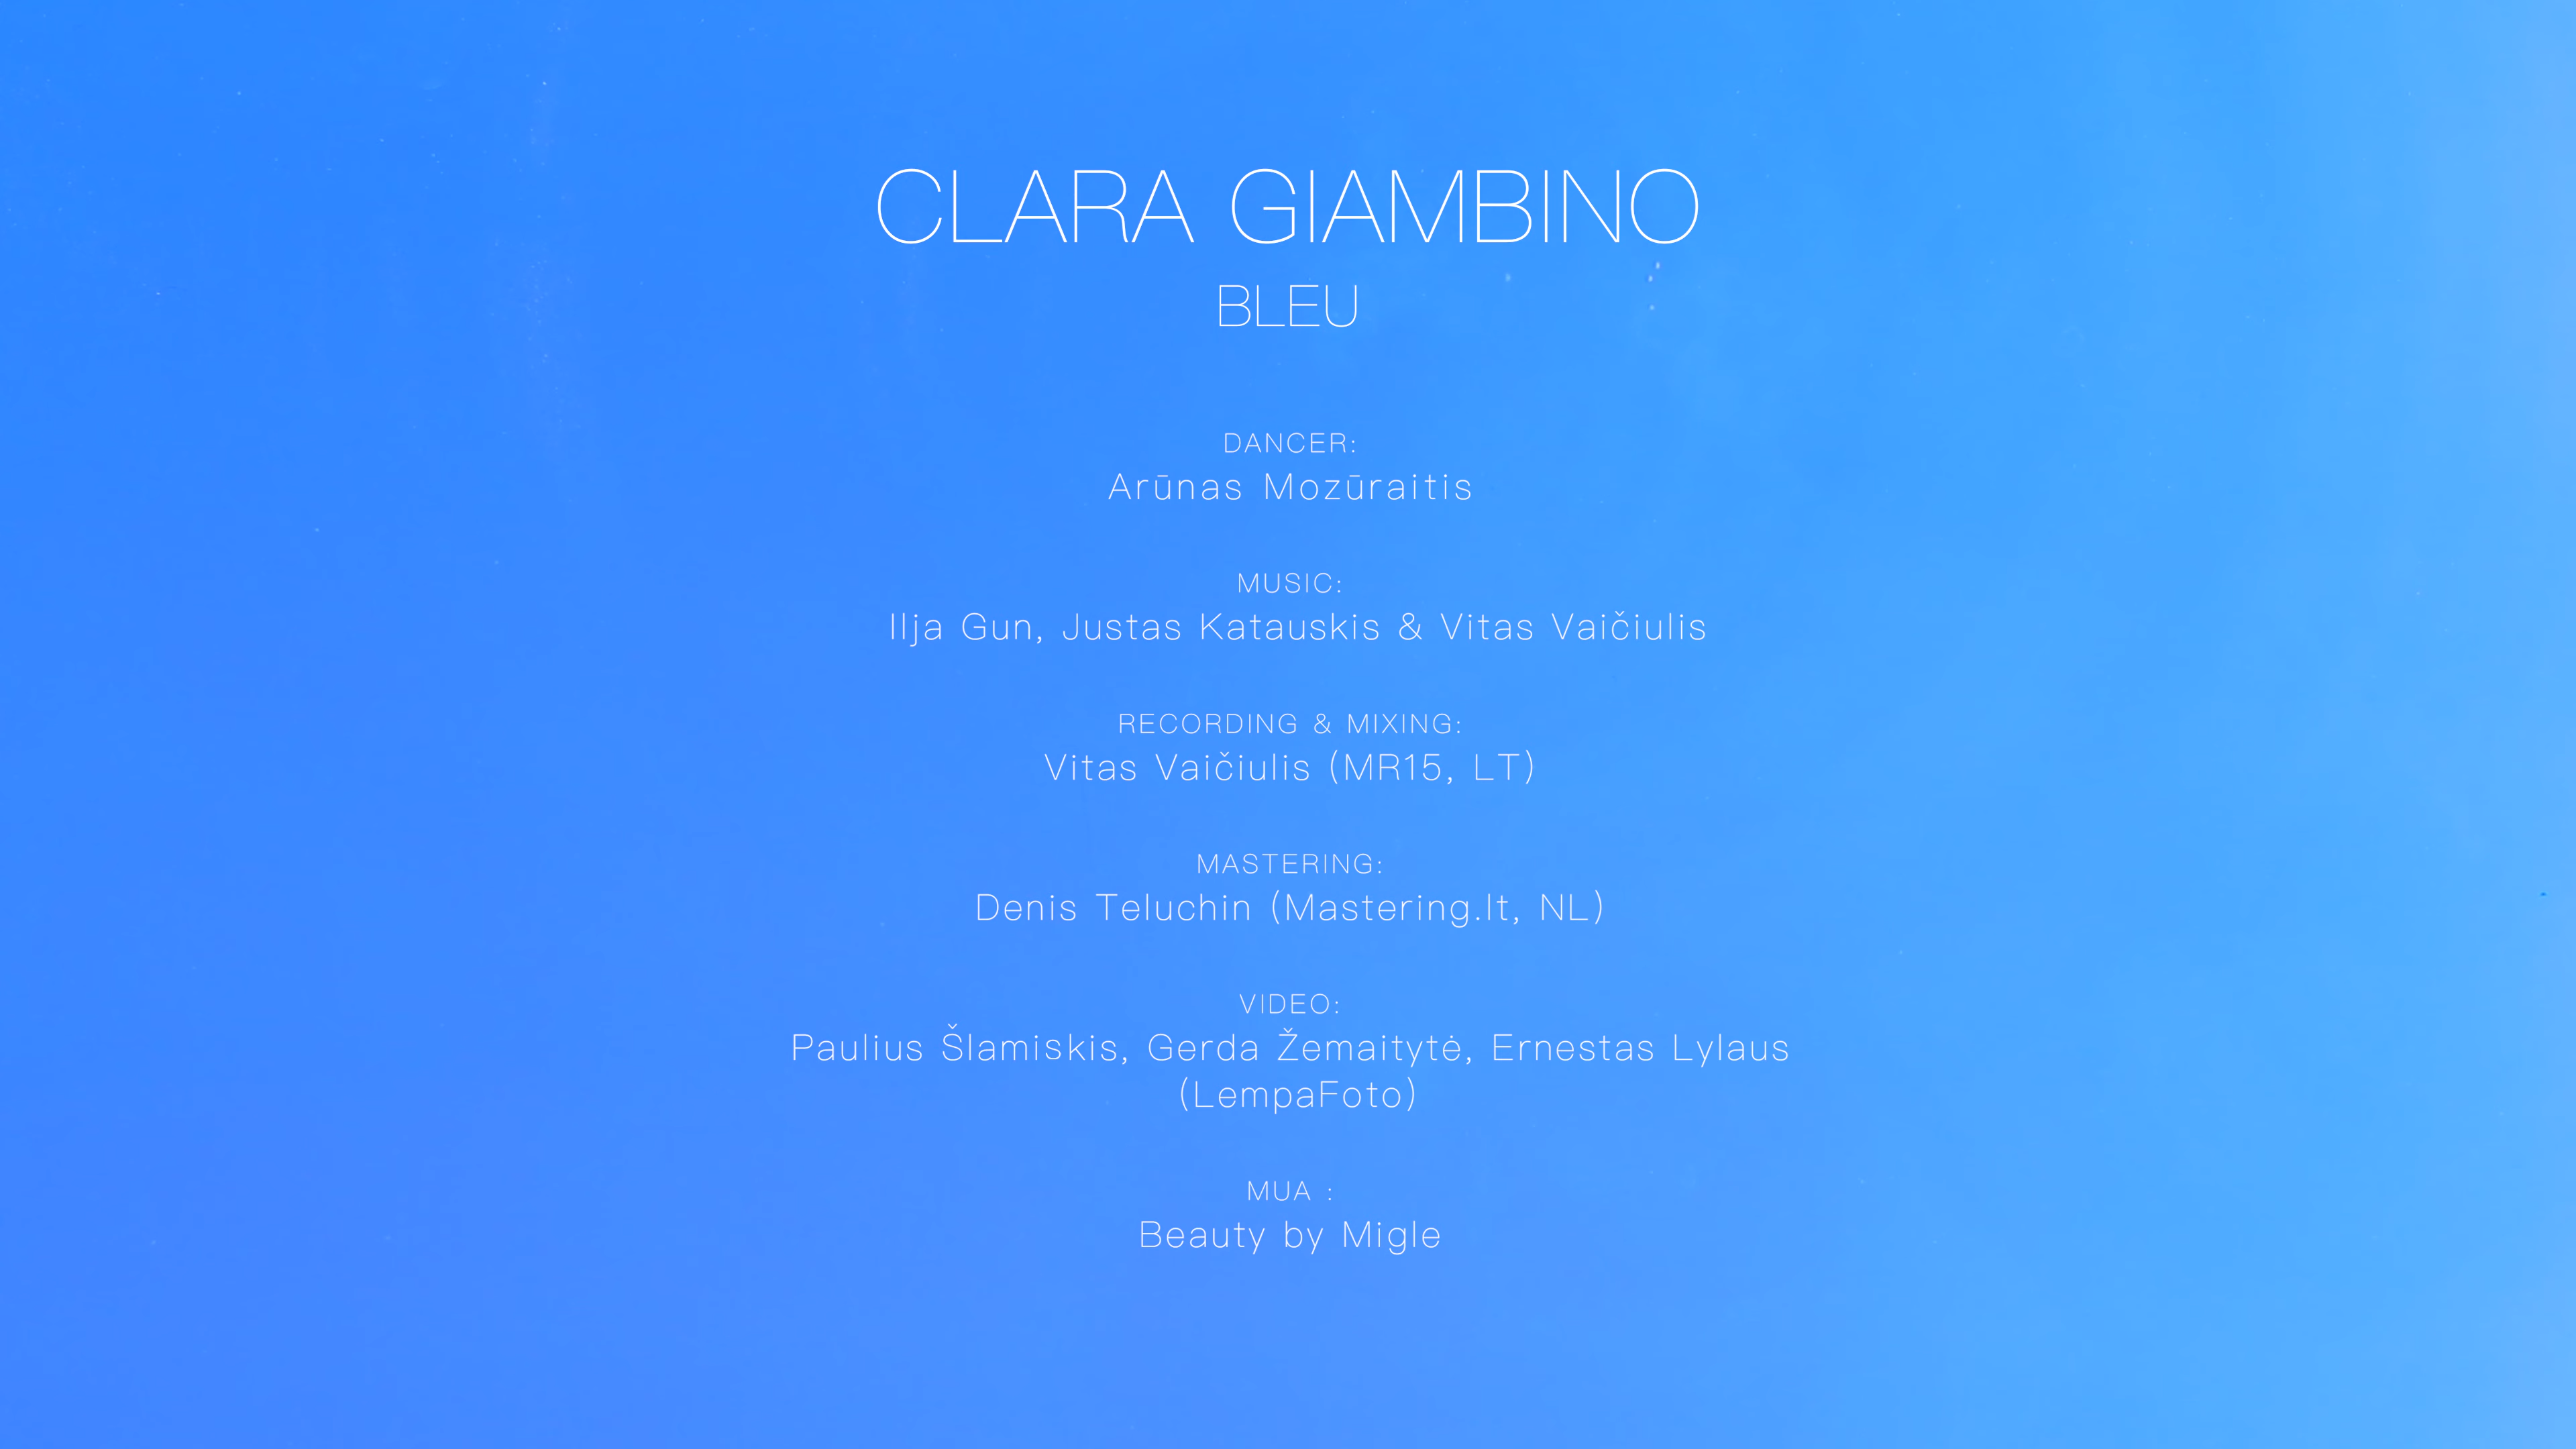 CLARA GIAMBINO
BLEU
DANCER:
Arūnas Mozūraitis
MUSIC:
Ilja Gun, Justas Katauskis & Vitas Vaičiulis
RECORDING & MIXING:
Vitas Vaičiulis (MR15, LT)
MASTERING:
Denis Teluchin (Mastering.lt, NL)
VIDEO:
Paulius Šlamiskis, Gerda Žemaitytė, Ernestas Lylaus
(LempaFoto)
MUA :
Beauty by Migle